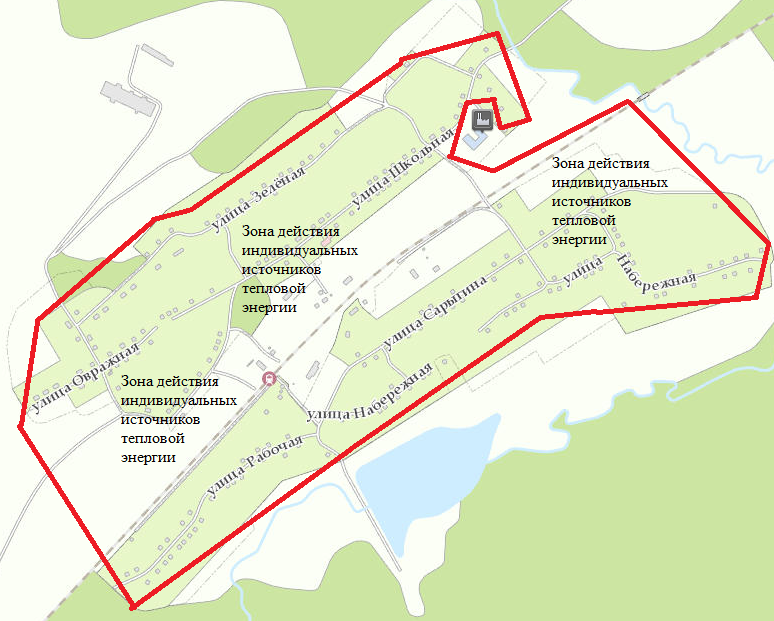 улица Школьная
улица Зелёная
Зона действия
индивидуальных
источников
тепловой
энергии
Зона действия
индивидуальных
источников
тепловой
энергии
улица Набережная
улица Сарыпина
улица Овражная
Зона действия
индивидуальных
источников
тепловой
энергии
улица Набережная
улица Рабочая